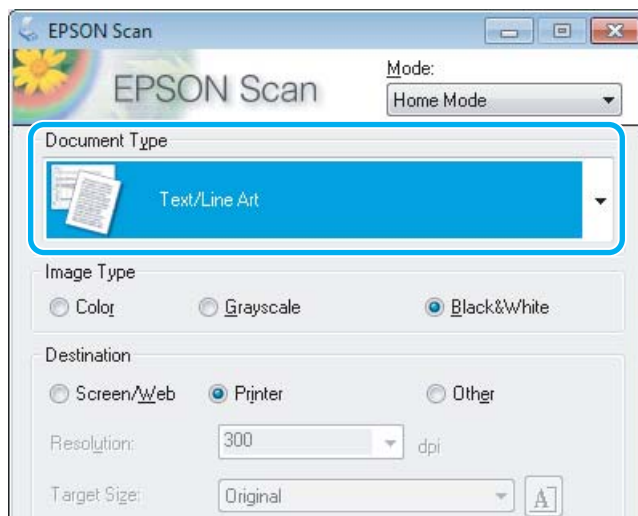 EPSON Scan
EPSON Scan
Mode:
Home Mode
Document Type
Text/Line Art
Image Type
Color
Grayscale
Black&White
Destination
Screen/Web
Printer
Other
Resolution:
300
dpi
Target Size:
Original
A